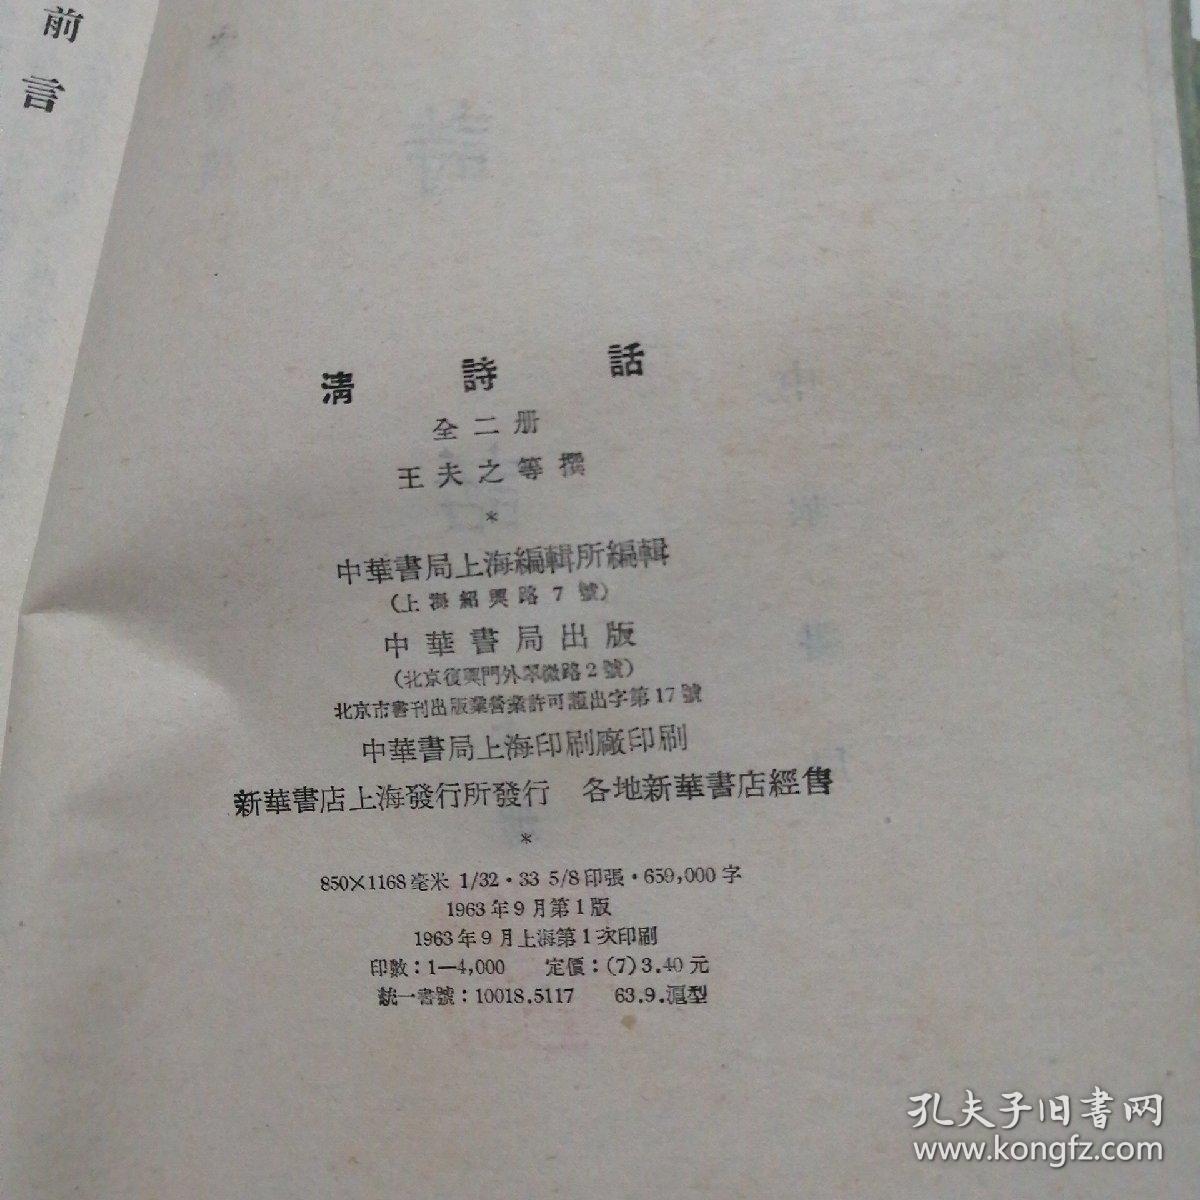 前言
清詩話
全二册
王夫之等撰
*
中華書局上海編輯所編輯
(上海紹興路7號)
中華書局出版
(北京復興門外翠微路2號)
北京市書刊出版業營業許可證出字第17號
中華書局上海印刷廠印刷
新華書店上海發行所發行 各地新華書店經售
*
850×1168毫米 1/32·33 5/8印張·659,000字
1963年9月第1版
1963年9月上海第1次印刷
印數:1—4,000 定價:(7)3.40元
統一書號:10018.5117 63.9.滬型
孔夫子旧书网
www.kongfz.com